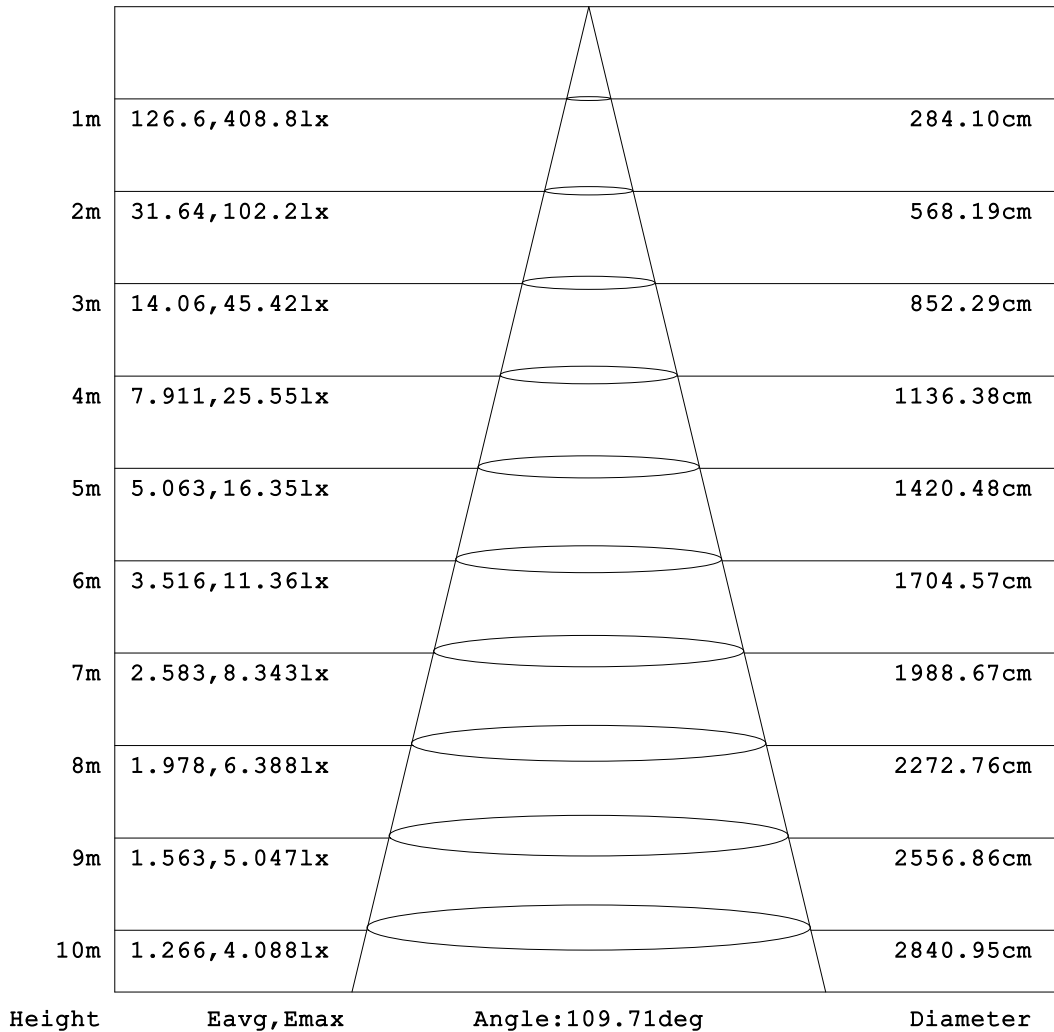 1m 126.6,408.8lx 284.10cm
2m 31.64,102.2lx 568.19cm
3m 14.06,45.42lx 852.29cm
4m 7.911,25.55lx 1136.38cm
5m 5.063,16.35lx 1420.48cm
6m 3.516,11.36lx 1704.57cm
7m 2.583,8.343lx 1988.67cm
8m 1.978,6.388lx 2272.76cm
9m 1.563,5.047lx 2556.86cm
10m 1.266,4.088lx 2840.95cm
Height Eavg,Emax Angle:109.71deg Diameter